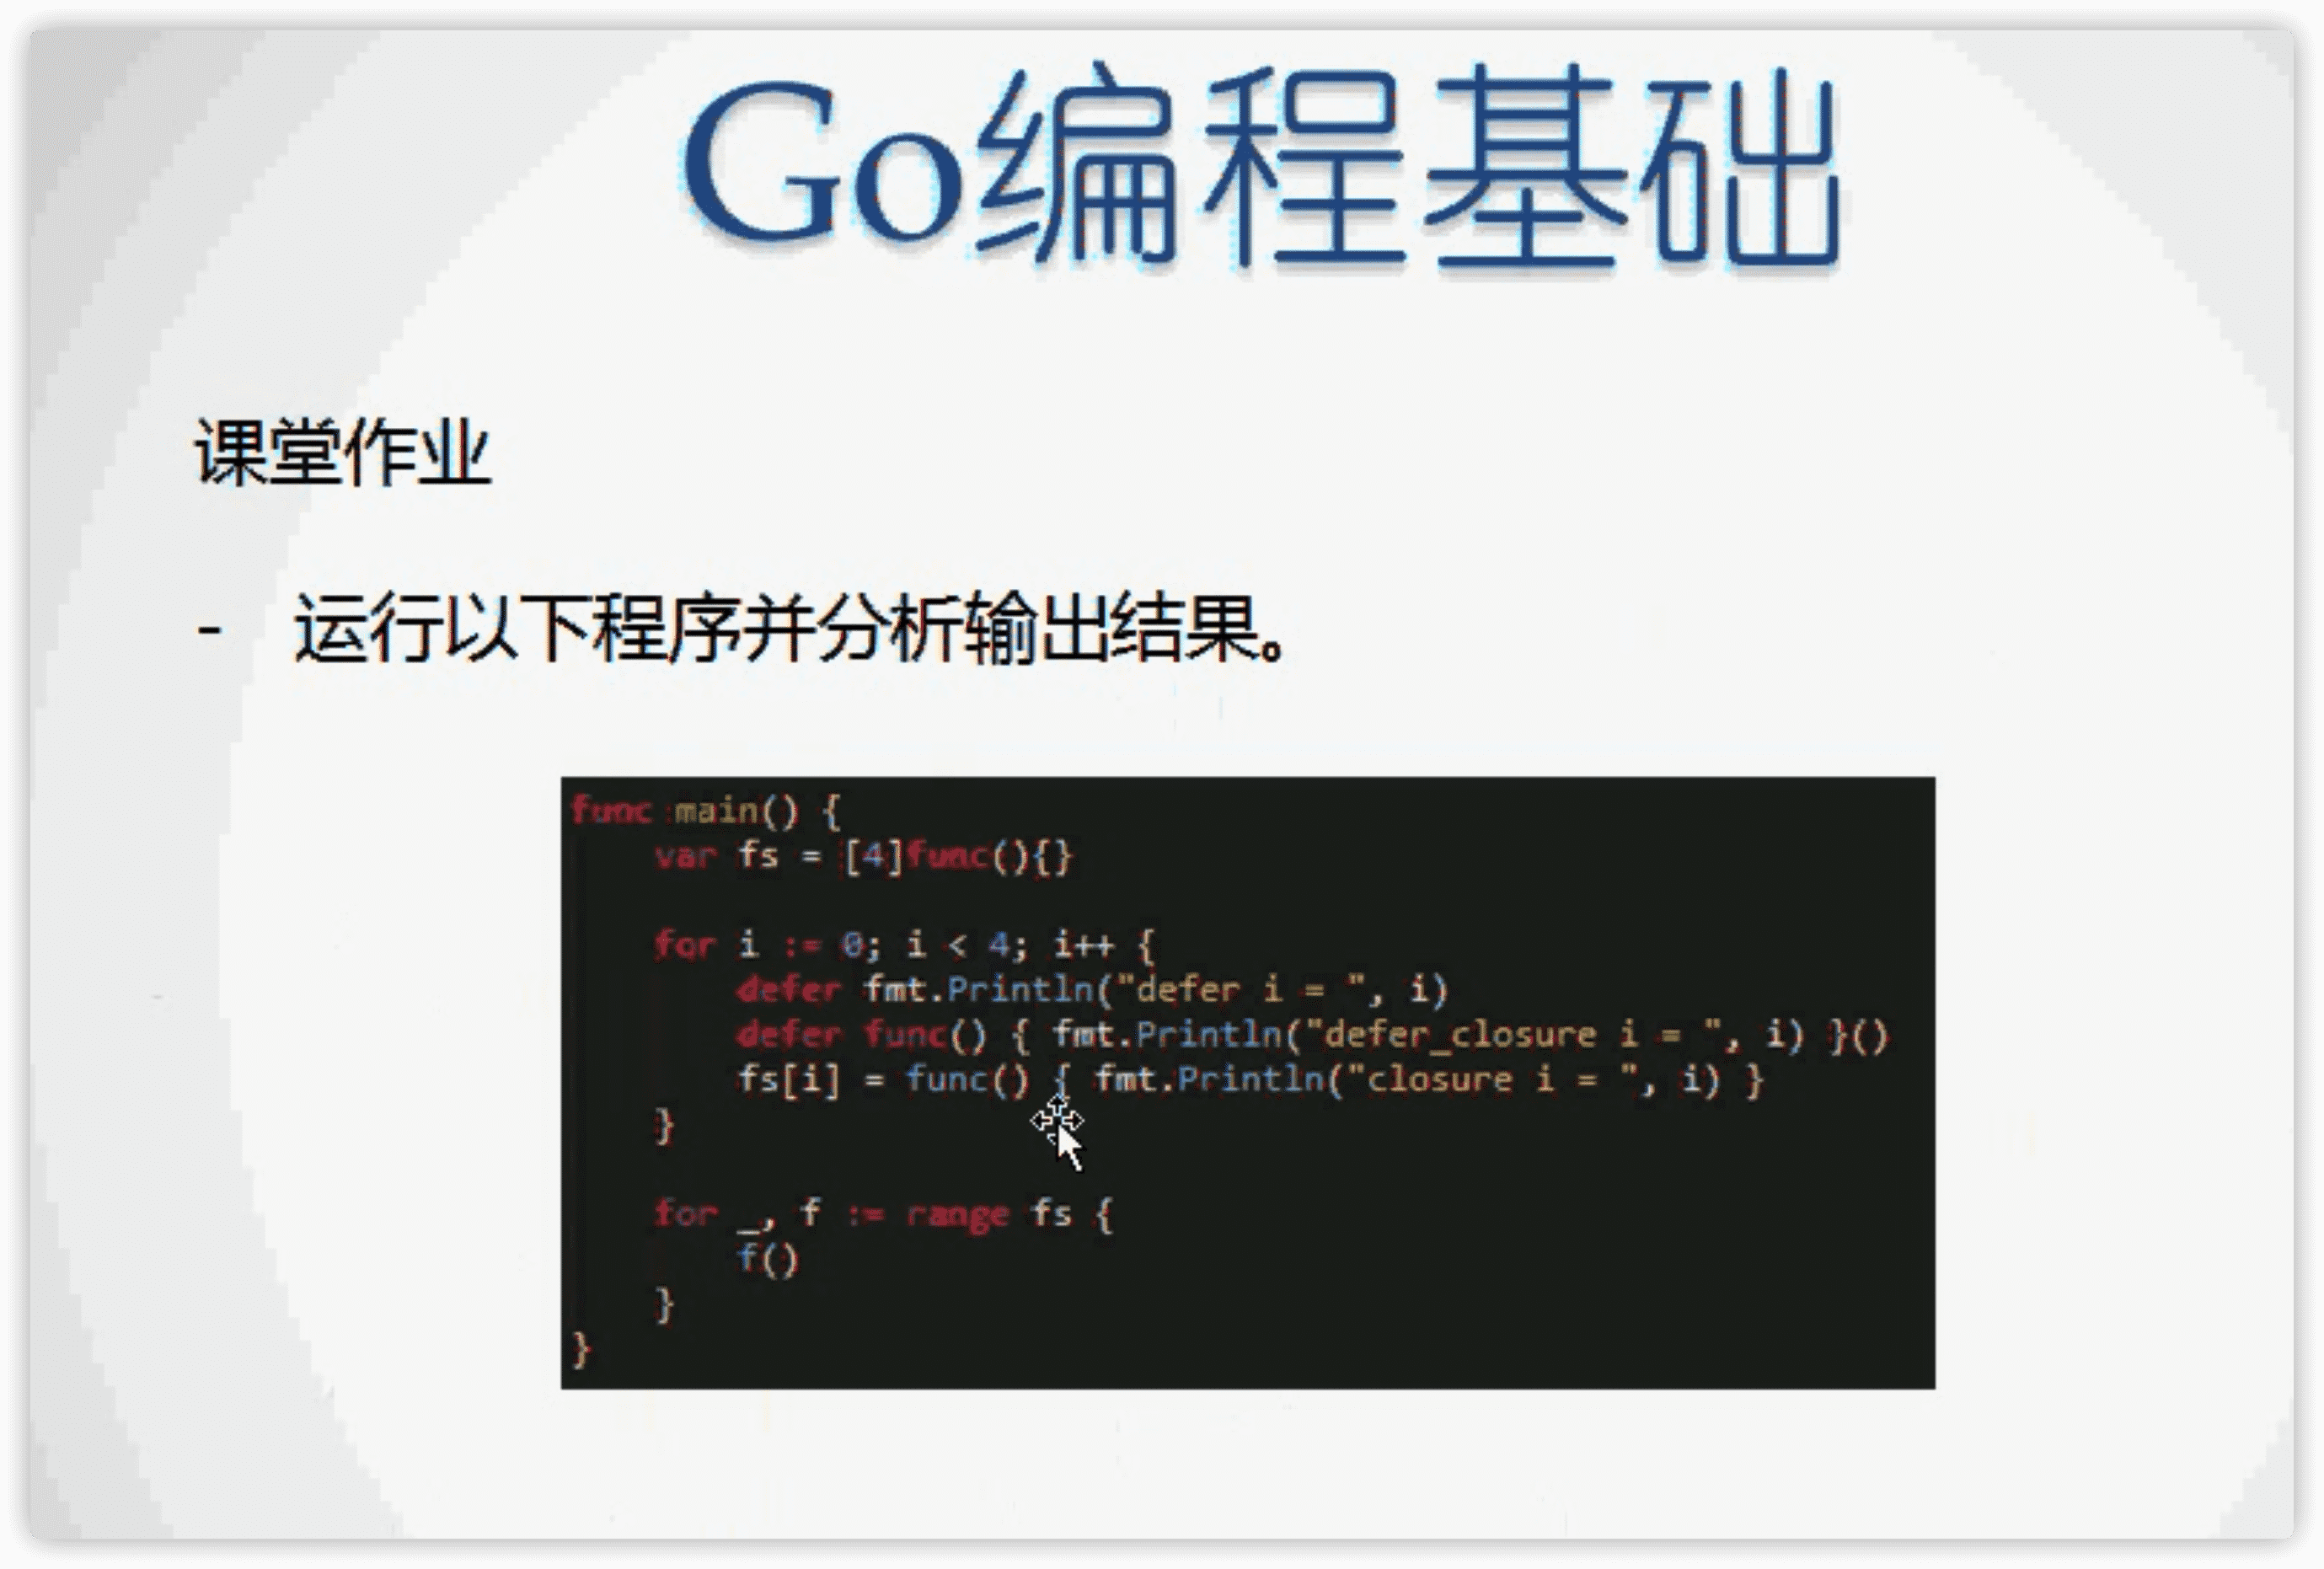 Go编程基础
课堂作业
- 运行以下程序并分析输出结果。
func main() {
    var fs = [4]func(){}
    for i := 0; i < 4; i++ {
        defer fmt.Println("defer i = ", i)
        defer func() { fmt.Println("defer_closure i = ", i) }()
        fs[i] = func() { fmt.Println("closure i = ", i) }
    }
    for _, f := range fs {
        f()
    }
}